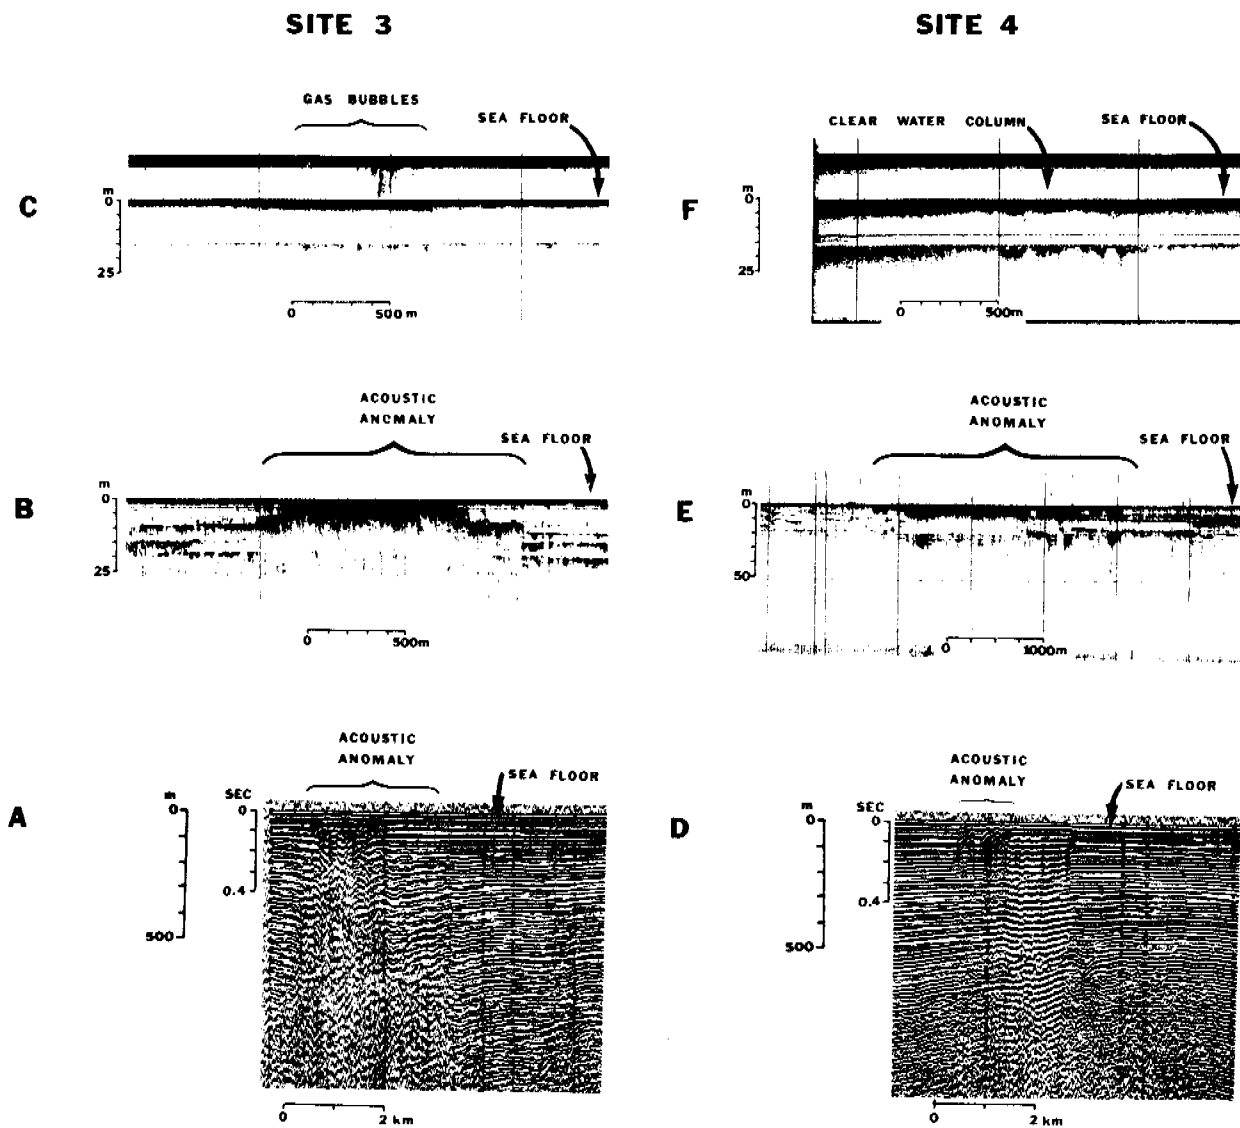 SITE 3
GAS BUBBLES
SEA FLOOR
C
m
0
25
0 500 m
ACOUSTIC
ANOMALY
SEA FLOOR
B
m
0
25
0 500m
ACOUSTIC
ANOMALY
SEA FLOOR
A
m
0
500
SEC
0
0.4
0 2 km
SITE 4
CLEAR WATER COLUMN
SEA FLOOR
F
m
0
25
0 500m
ACOUSTIC
ANOMALY
SEA FLOOR
E
m
0
50
0 1000m
ACOUSTIC
ANOMALY
SEA FLOOR
D
m
0
500
SEC
0
0.4
0 2 km